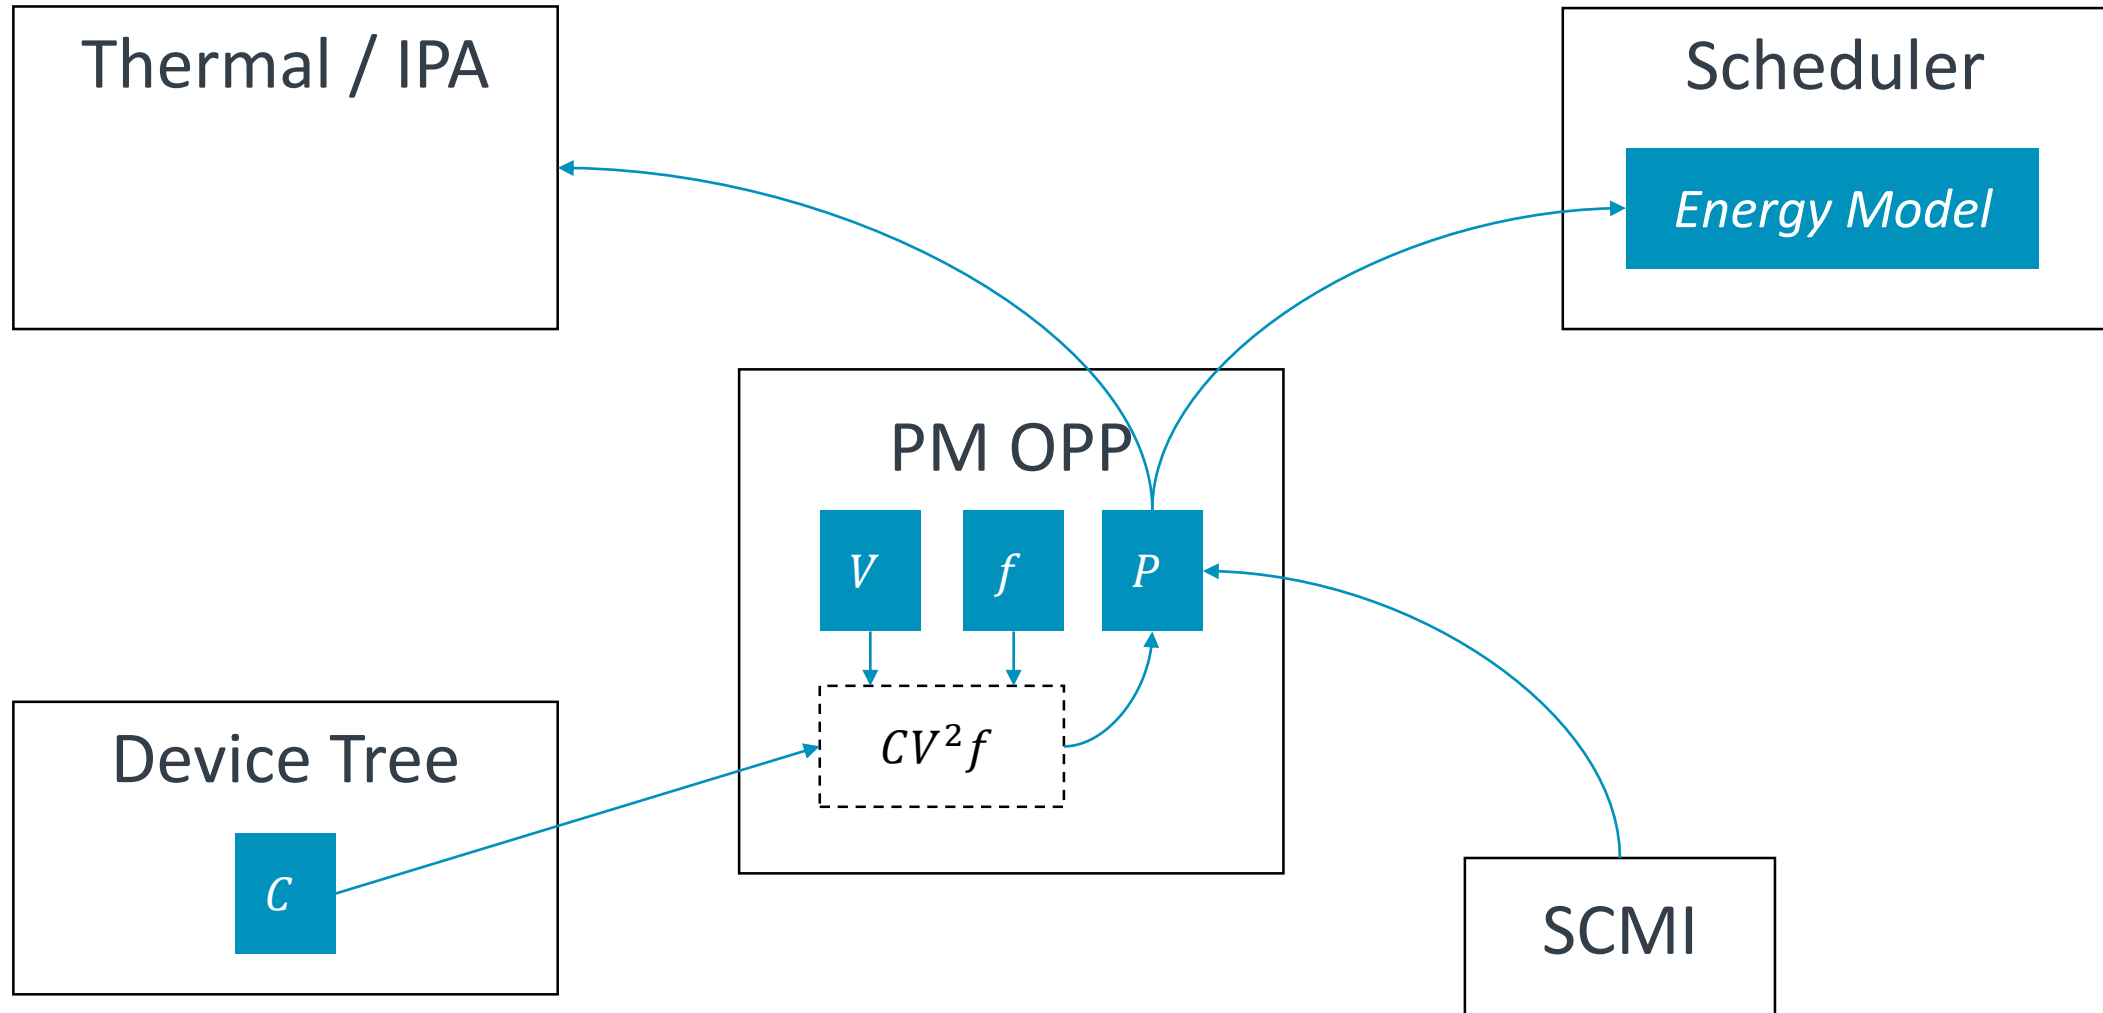 Thermal / IPA
Scheduler
Energy Model
PM OPP
V
f
P
CV²f
Device Tree
C
SCMI